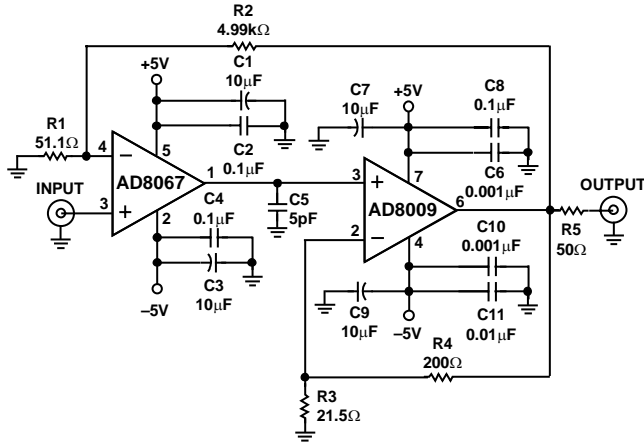 R2
4.99kΩ
C1
10μF
+5V
C2
0.1μF
R1
51.1Ω
4
−
5
AD8067
1
INPUT
3
+
2
C4
0.1μF
C3
10μF
−5V
C5
5pF
C7
10μF
+5V
C8
0.1μF
C6
0.001μF
3
+
7
AD8009
6
2
−
4
OUTPUT
R5
50Ω
C10
0.001μF
C9
10μF
−5V
C11
0.01μF
R4
200Ω
R3
21.5Ω